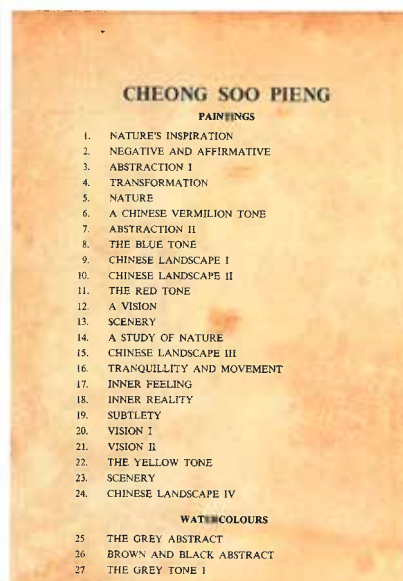 CHEONG SOO PIENG
PAINTINGS
1. NATURE'S INSPIRATION
2. NEGATIVE AND AFFIRMATIVE
3. ABSTRACTION I
4. TRANSFORMATION
5. NATURE
6. A CHINESE VERMILION TONE
7. ABSTRACTION II
8. THE BLUE TONE
9. CHINESE LANDSCAPE I
10. CHINESE LANDSCAPE II
11. THE RED TONE
12. A VISION
13. SCENERY
14. A STUDY OF NATURE
15. CHINESE LANDSCAPE III
16. TRANQUILLITY AND MOVEMENT
17. INNER FEELING
18. INNER REALITY
19. SUBTLETY
20. VISION I
21. VISION II
22. THE YELLOW TONE
23. SCENERY
24. CHINESE LANDSCAPE IV
WATERCOLOURS
25 THE GREY ABSTRACT
26 BROWN AND BLACK ABSTRACT
27 THE GREY TONE I